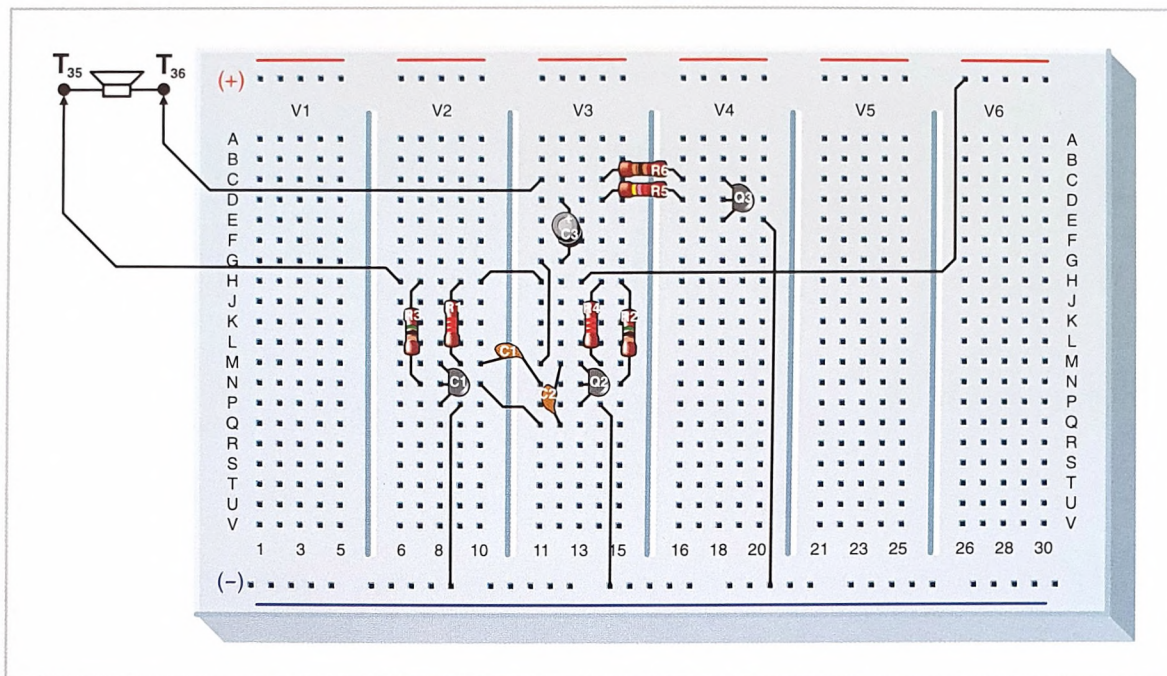 T35 T36
(+)
V1 V2 V3 V4 V5 V6
A A
B B
C R6 C
D R5 Q3 D
E E
F C3 F
G G
H H
J R1 J
K R3 R4 R2 K
L L
M C1 M
N C1 Q2 N
P C2 P
Q Q
R R
S S
T T
U U
V V
1 3 5 6 8 10 11 13 15 16 18 20 21 23 25 26 28 30
(−)